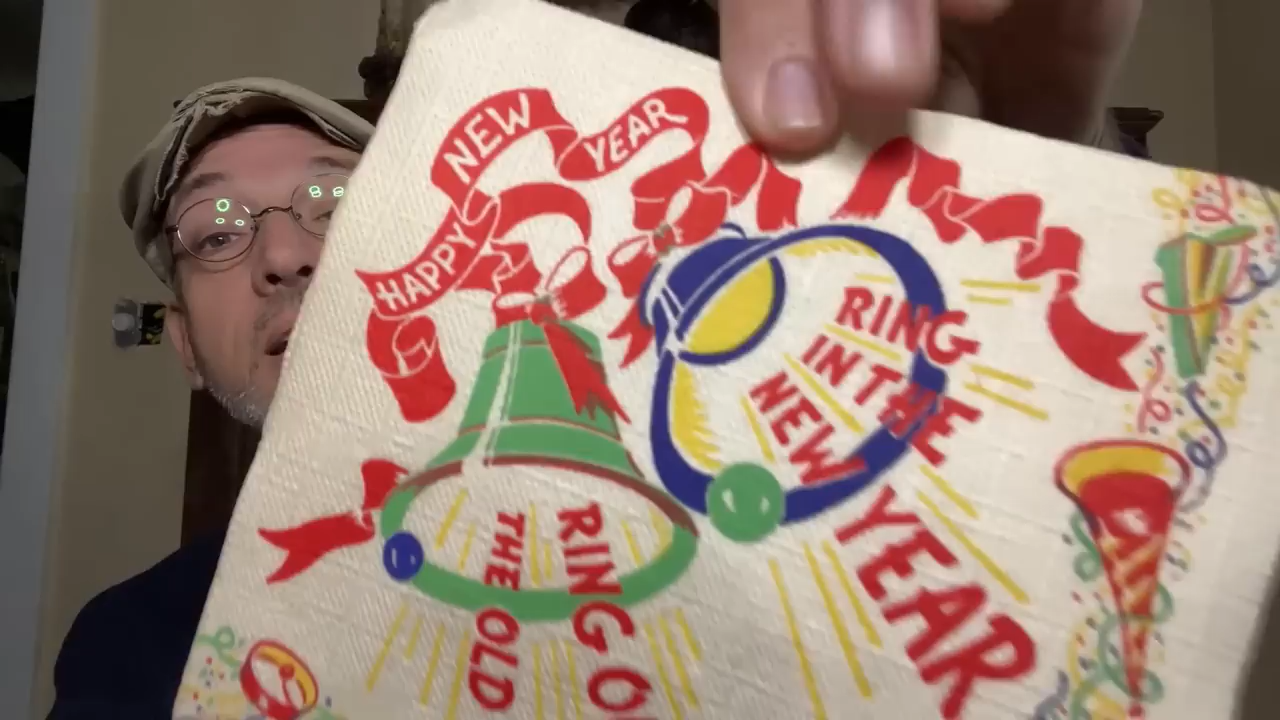 HAPPY NEW YEAR
RING IN THE
NEW YEAR
RING
THE OLD